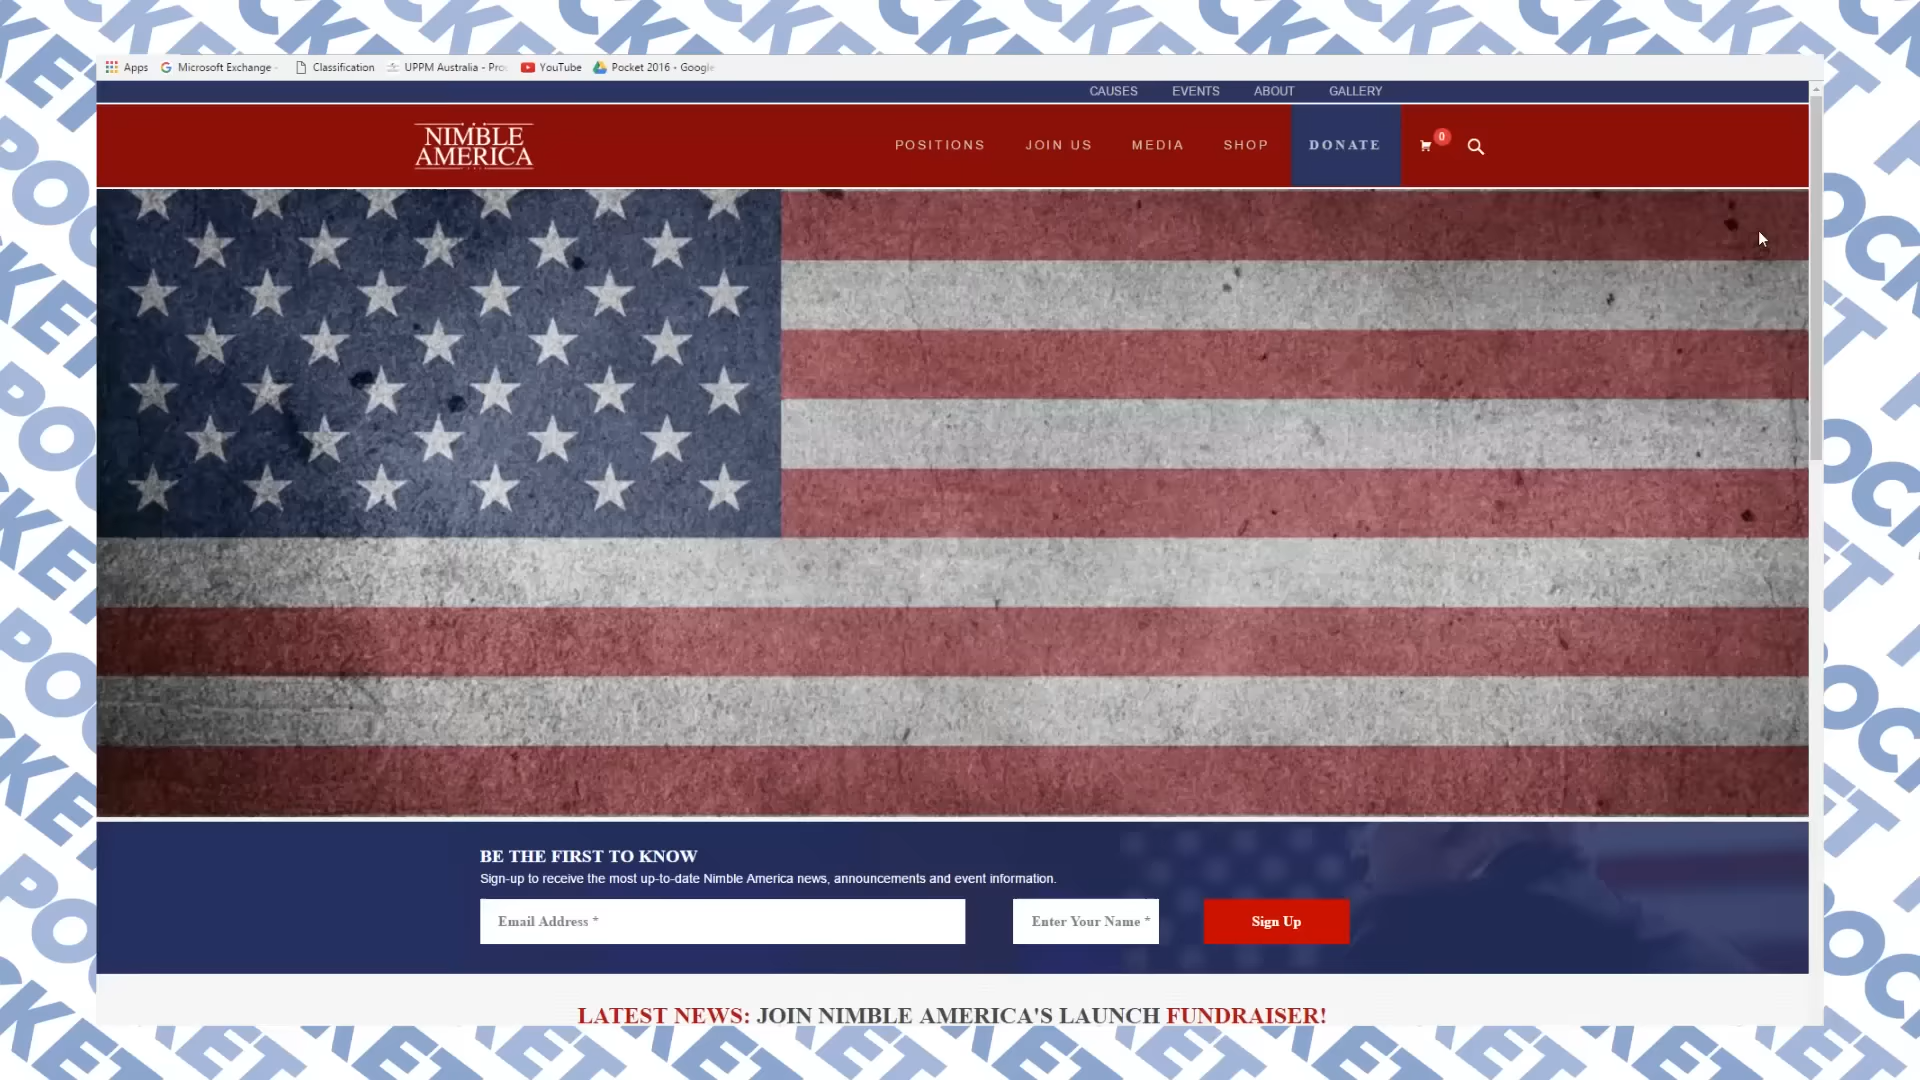 Apps Microsoft Exchange - Classification UPPM Australia - Pro YouTube Pocket 2016 - Google
CAUSES EVENTS ABOUT GALLERY
NIMBLE
AMERICA
POSITIONS JOIN US MEDIA SHOP DONATE 0
BE THE FIRST TO KNOW
Sign-up to receive the most up-to-date Nimble America news, announcements and event information.
Email Address * Enter Your Name * Sign Up
LATEST NEWS: JOIN NIMBLE AMERICA'S LAUNCH FUNDRAISER!
POCKET